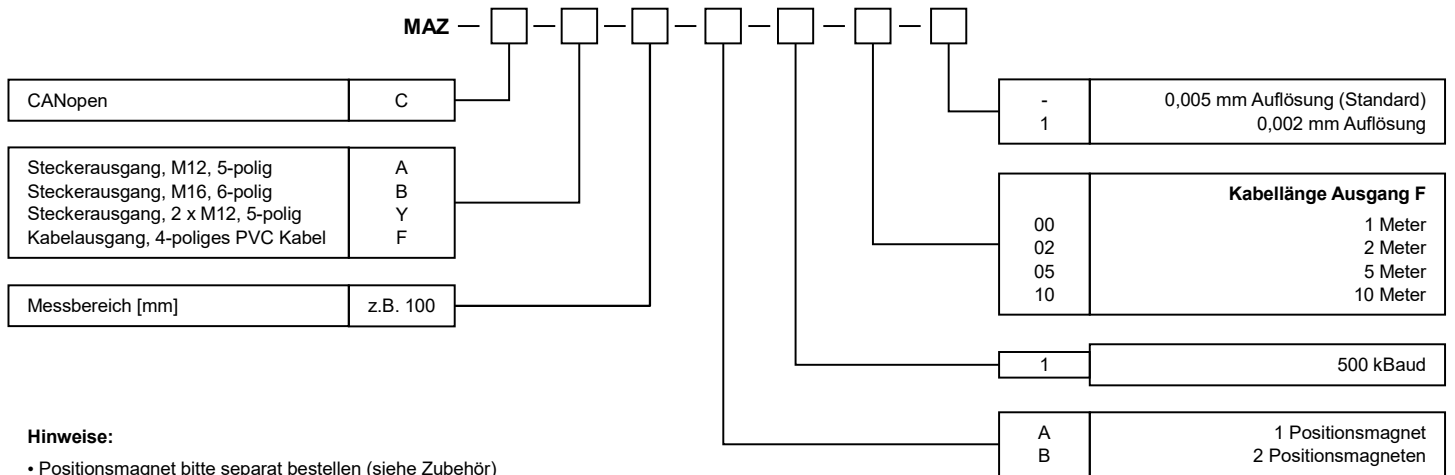 MAZ — — — — — — —
CANopen C
Steckerausgang, M12, 5-polig A
Steckerausgang, M16, 6-polig B
Steckerausgang, 2 x M12, 5-polig Y
Kabelausgang, 4-poliges PVC Kabel F
Messbereich [mm] z.B. 100
- 0,005 mm Auflösung (Standard)
1 0,002 mm Auflösung
Kabellänge Ausgang F
00 1 Meter
02 2 Meter
05 5 Meter
10 10 Meter
1 500 kBaud
A 1 Positionsmagnet
B 2 Positionsmagneten
Hinweise:
• Positionsmagnet bitte separat bestellen (siehe Zubehör)